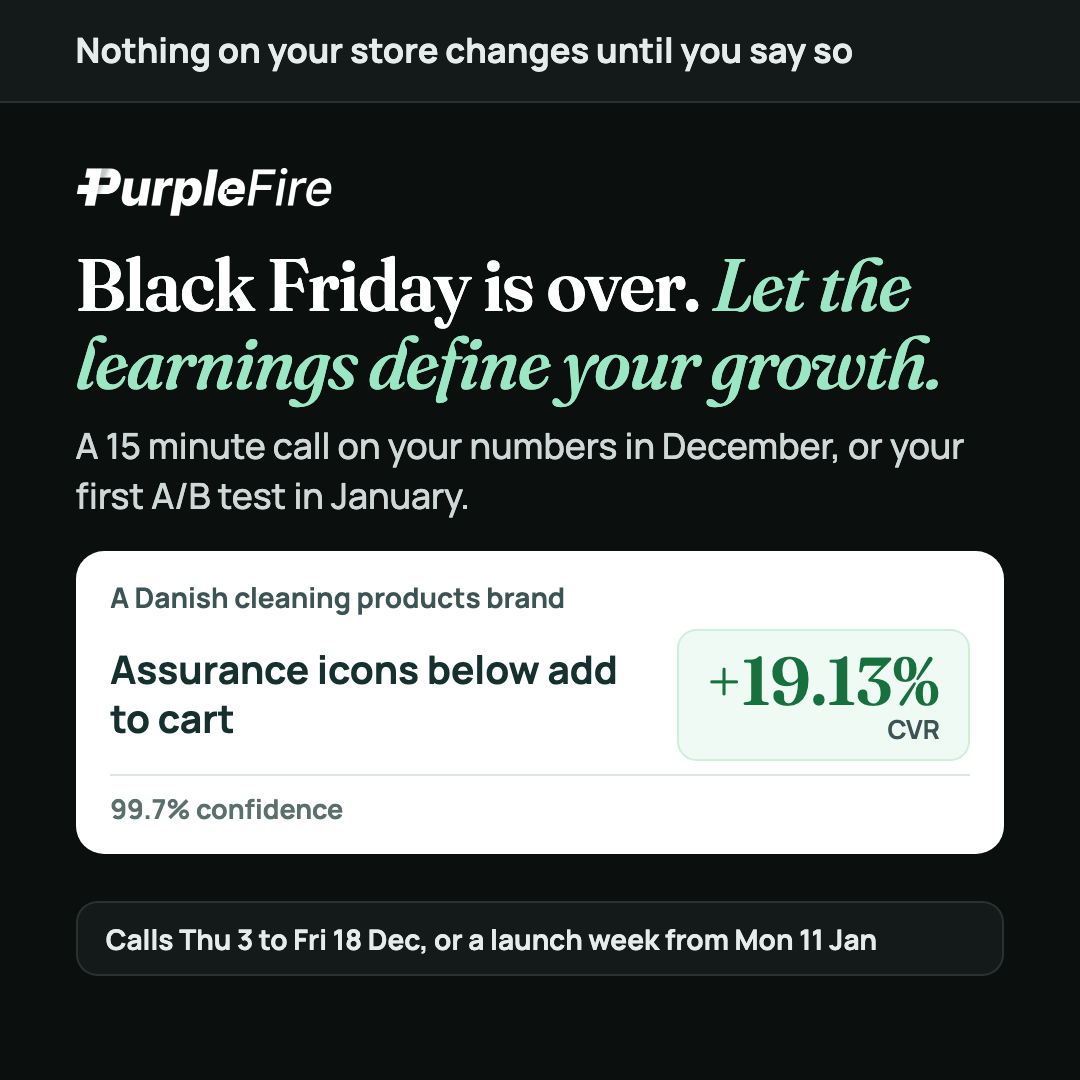 Nothing on your store changes until you say so
PurpleFire
Black Friday is over. Let the
learnings define your growth.
A 15 minute call on your numbers in December, or your
first A/B test in January.
A Danish cleaning products brand
Assurance icons below add
to cart
+19.13%
CVR
99.7% confidence
Calls Thu 3 to Fri 18 Dec, or a launch week from Mon 11 Jan